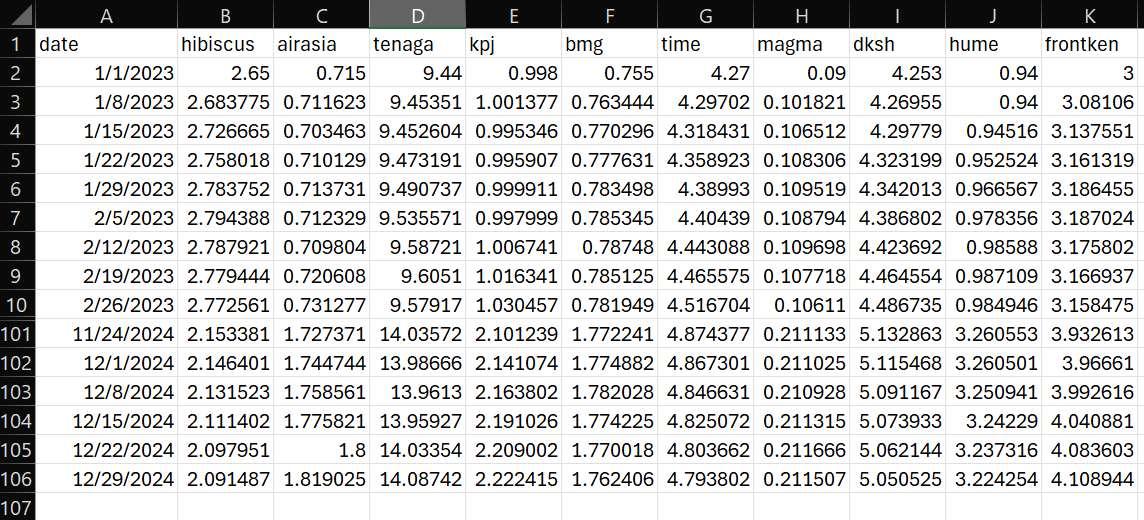 A B C D E F G H I J K
1 date hibiscus airasia tenaga kpj bmg time magma dksh hume frontken
2 1/1/2023 2.65 0.715 9.44 0.998 0.755 4.27 0.09 4.253 0.94 3
3 1/8/2023 2.683775 0.711623 9.45351 1.001377 0.763444 4.29702 0.101821 4.26955 0.94 3.08106
4 1/15/2023 2.726665 0.703463 9.452604 0.995346 0.770296 4.318431 0.106512 4.29779 0.94516 3.137551
5 1/22/2023 2.758018 0.710129 9.473191 0.995907 0.777631 4.358923 0.108306 4.323199 0.952524 3.161319
6 1/29/2023 2.783752 0.713731 9.490737 0.999911 0.783498 4.38993 0.109519 4.342013 0.966567 3.186455
7 2/5/2023 2.794388 0.712329 9.535571 0.997999 0.785345 4.40439 0.108794 4.386802 0.978356 3.187024
8 2/12/2023 2.787921 0.709804 9.58721 1.006741 0.78748 4.443088 0.109698 4.423692 0.98588 3.175802
9 2/19/2023 2.779444 0.720608 9.6051 1.016341 0.785125 4.465575 0.107718 4.464554 0.987109 3.166937
10 2/26/2023 2.772561 0.731277 9.57917 1.030457 0.781949 4.516704 0.10611 4.486735 0.984946 3.158475
101 11/24/2024 2.153381 1.727371 14.03572 2.101239 1.772241 4.874377 0.211133 5.132863 3.260553 3.932613
102 12/1/2024 2.146401 1.744744 13.98666 2.141074 1.774882 4.867301 0.211025 5.115468 3.260501 3.96661
103 12/8/2024 2.131523 1.758561 13.9613 2.163802 1.782028 4.846631 0.210928 5.091167 3.250941 3.992616
104 12/15/2024 2.111402 1.775821 13.95927 2.191026 1.774225 4.825072 0.211315 5.073933 3.24229 4.040881
105 12/22/2024 2.097951 1.8 14.03354 2.209002 1.770018 4.803662 0.211666 5.062144 3.237316 4.083603
106 12/29/2024 2.091487 1.819025 14.08742 2.222415 1.762406 4.793802 0.211507 5.050525 3.224254 4.108944
107